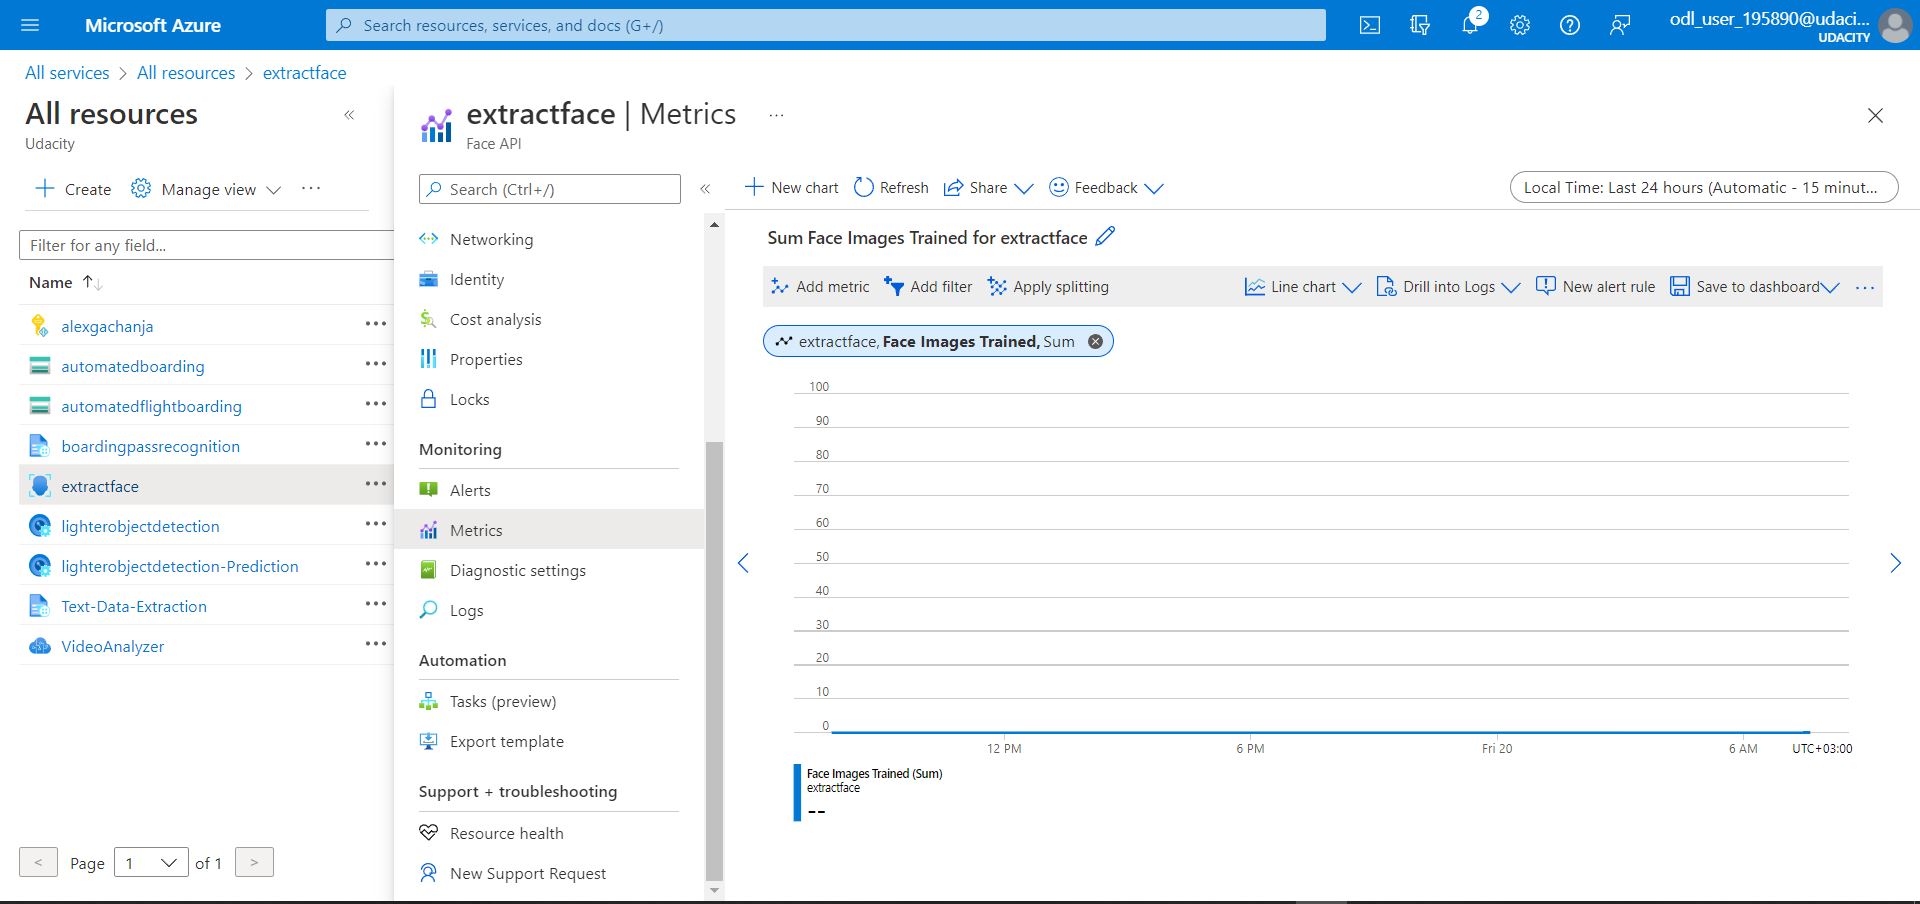 Microsoft Azure
Search resources, services, and docs (G+/)
2
odl_user_195890@udaci...
UDACITY
All services > All resources > extractface
All resources
«
Udacity
Create
Manage view
...
Filter for any field...
Name ↑↓
alexgachanja
automatedboarding
automatedflightboarding
boardingpassrecognition
extractface
lighterobjectdetection
lighterobjectdetection-Prediction
Text-Data-Extraction
VideoAnalyzer
< Page 1 of 1 >
extractface | Metrics ...
Face API
Search (Ctrl+/)
«
Networking
Identity
Cost analysis
Properties
Locks
Monitoring
Alerts
Metrics
Diagnostic settings
Logs
Automation
Tasks (preview)
Export template
Support + troubleshooting
Resource health
New Support Request
New chart
Refresh
Share
Feedback
Local Time: Last 24 hours (Automatic - 15 minut...
Sum Face Images Trained for extractface
Add metric
Add filter
Apply splitting
Line chart
Drill into Logs
New alert rule
Save to dashboard
...
extractface, Face Images Trained, Sum
100
90
80
70
60
50
40
30
20
10
0
12 PM
6 PM
Fri 20
6 AM
UTC+03:00
Face Images Trained (Sum)
extractface
--